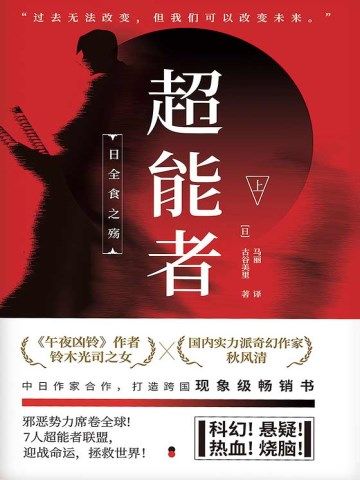 “过去无法改变，但我们可以改变未来。”
超能者
上
日全食之殇
[日]古谷美里 著
马丽 译
《午夜凶铃》作者
铃木光司之女
×
国内实力派奇幻作家
秋风清
中日作家合作，打造跨国现象级畅销书
邪恶势力席卷全球！
7人超能者联盟，
迎战命运，拯救世界！
科幻！悬疑！
热血！烧脑！